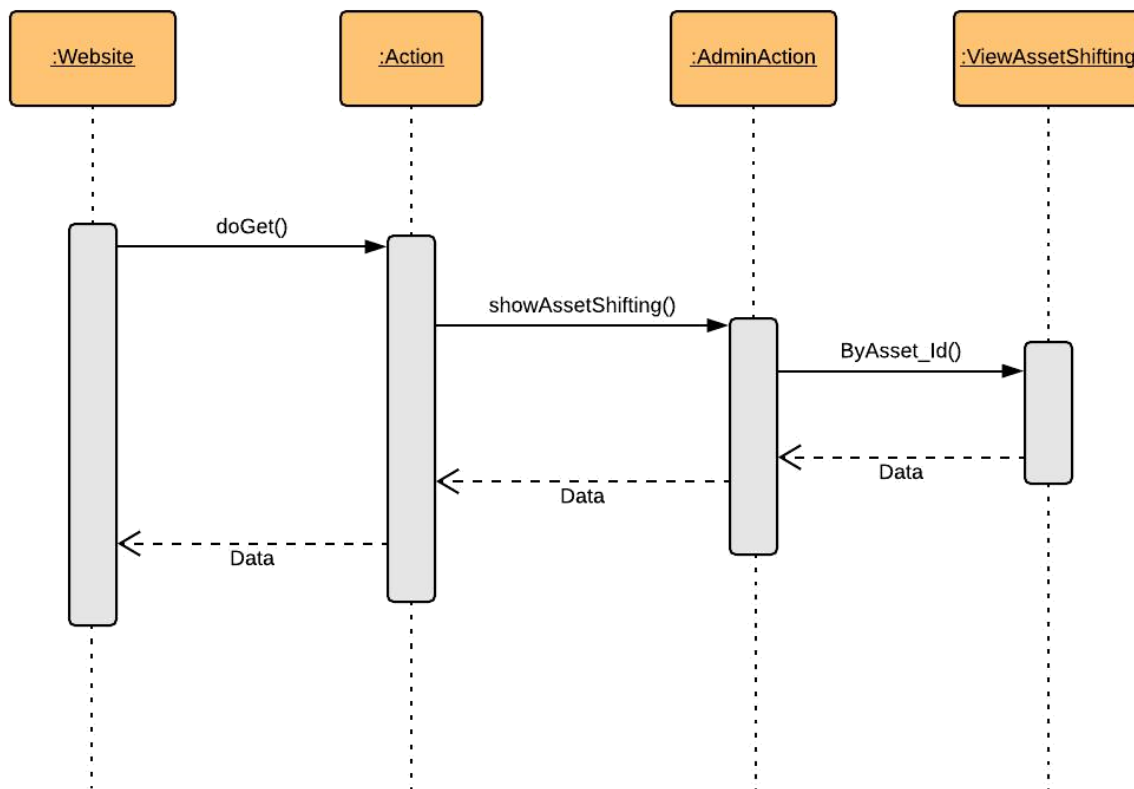 :Website
:Action
:AdminAction
:ViewAssetShifting
doGet()
showAssetShifting()
ByAsset_Id()
Data
Data
Data